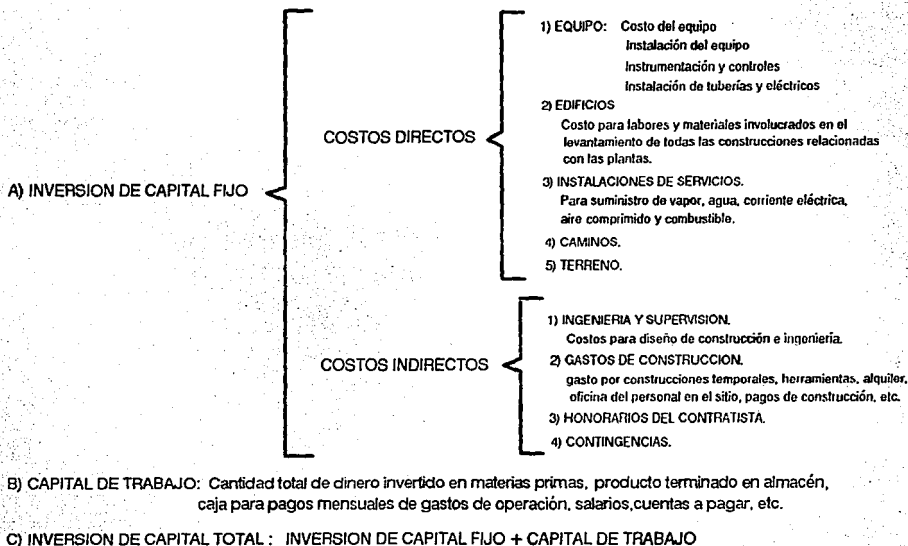 A) INVERSION DE CAPITAL FIJO
COSTOS DIRECTOS
1) EQUIPO: Costo del equipo
Instalación del equipo
Instrumentación y controles
Instalación de tuberías y eléctricos
2) EDIFICIOS
Costo para labores y materiales involucrados en el
levantamiento de todas las construcciones relacionadas
con las plantas.
3) INSTALACIONES DE SERVICIOS.
Para suministro de vapor, agua, corriente eléctrica,
aire comprimido y combustible.
4) CAMINOS.
5) TERRENO.
COSTOS INDIRECTOS
1) INGENIERIA Y SUPERVISION.
Costos para diseño de construcción e ingeniería.
2) GASTOS DE CONSTRUCCION.
gasto por construcciones temporales, herramientas, alquiler,
oficina del personal en el sitio, pagos de construcción, etc.
3) HONORARIOS DEL CONTRATISTA.
4) CONTINGENCIAS.
B) CAPITAL DE TRABAJO: Cantidad total de dinero invertido en materias primas, producto terminado en almacén,
caja para pagos mensuales de gastos de operación, salarios,cuentas a pagar, etc.
C) INVERSION DE CAPITAL TOTAL : INVERSION DE CAPITAL FIJO + CAPITAL DE TRABAJO